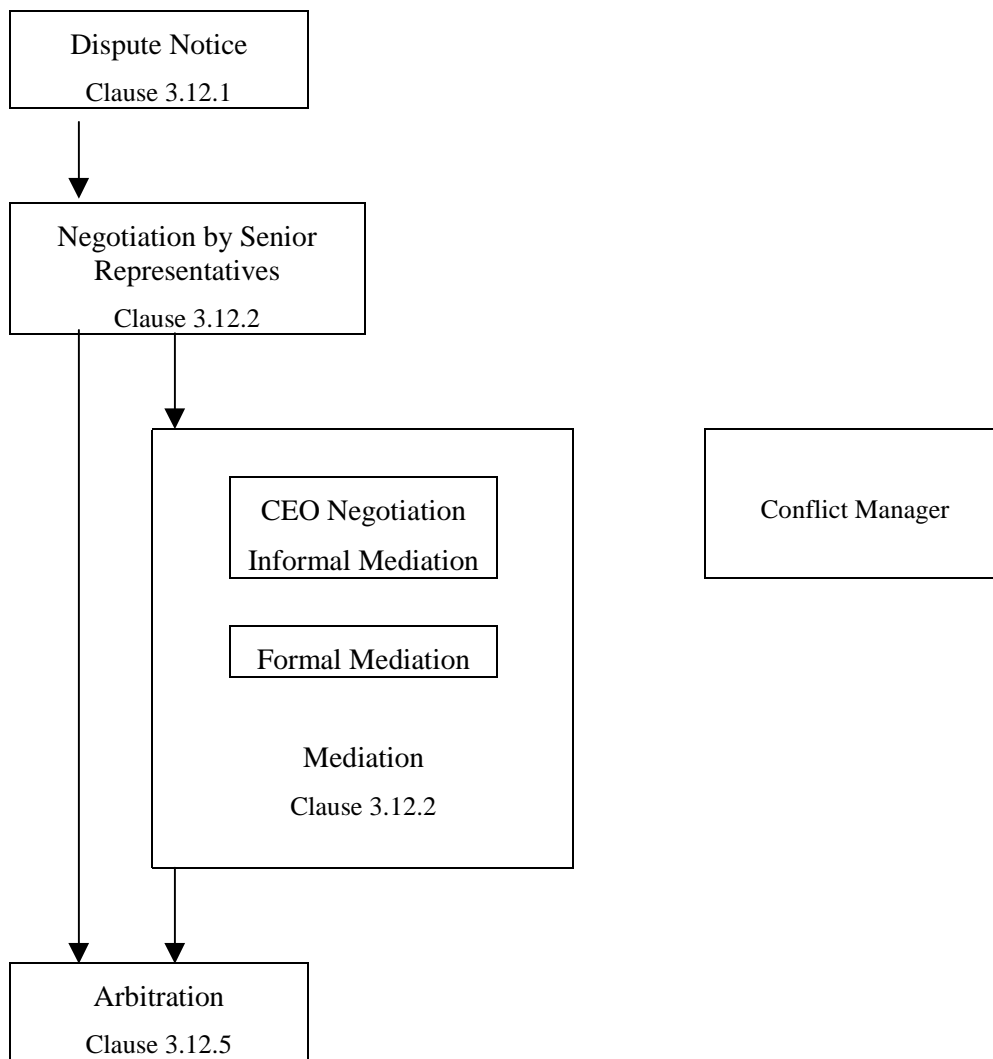 Dispute Notice
Clause 3.12.1
Negotiation by Senior
Representatives
Clause 3.12.2
CEO Negotiation
Informal Mediation
Conflict Manager
Formal Mediation
Mediation
Clause 3.12.2
Arbitration
Clause 3.12.5